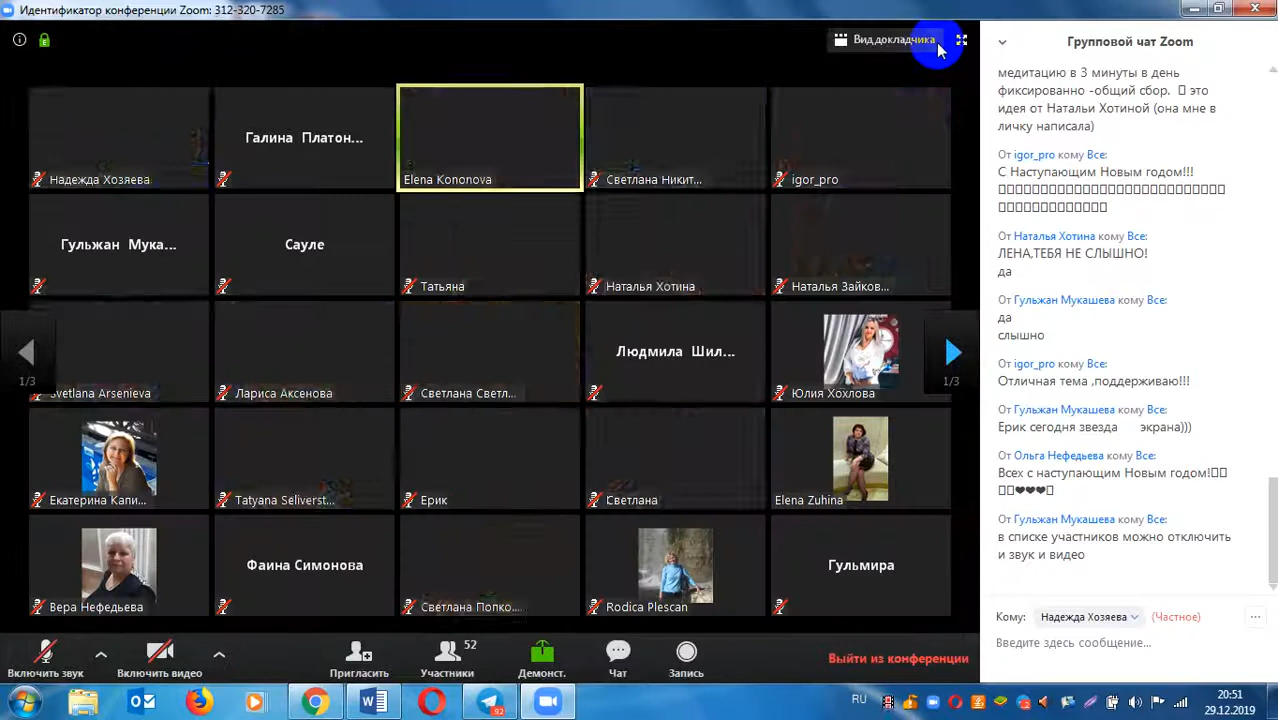 Идентификатор конференции Zoom: 312-320-7285
Вид докладчика
Надежда Хозяева
Галина Платон...
Elena Kononova
Светлана Никит...
igor_pro
Гульжан Мука...
Сауле
Татьяна
Наталья Хотина
Наталья Зайков...
Svetlana Arsenieva
Лариса Аксенова
Светлана Светл...
Людмила Шил...
Юлия Хохлова
Екатерина Капи...
Tatyana Seliverst...
Ерик
Светлана
Elena Zuhina
Вера Нефедьева
Фаина Симонова
Светлана Попко...
Rodica Plescan
Гульмира
1/3
1/3
Включить звук
Включить видео
Пригласить
Участники
52
Демонст.
Чат
Запись
Выйти из конференции
Групповой чат Zoom
медитацию в 3 минуты в день
фиксированно -общий сбор. это
идея от Натальи Хотиной (она мне в
личку написала)
От igor_pro кому Все:
С Наступающим Новым годом!!!
От Наталья Хотина кому Все:
ЛЕНА,ТЕБЯ НЕ СЛЫШНО!
да
От Гульжан Мукашева кому Все:
да
слышно
От igor_pro кому Все:
Отличная тема ,поддерживаю!!!
От Гульжан Мукашева кому Все:
Ерик сегодня звезда экрана)))
От Ольга Нефедьева кому Все:
Всех с наступающим Новым годом!
❤❤❤
От Гульжан Мукашева кому Все:
в списке участников можно отключить
и звук и видео
Кому: Надежда Хозяева (Частное)
Введите здесь сообщение...
92
RU
20:51
29.12.2019